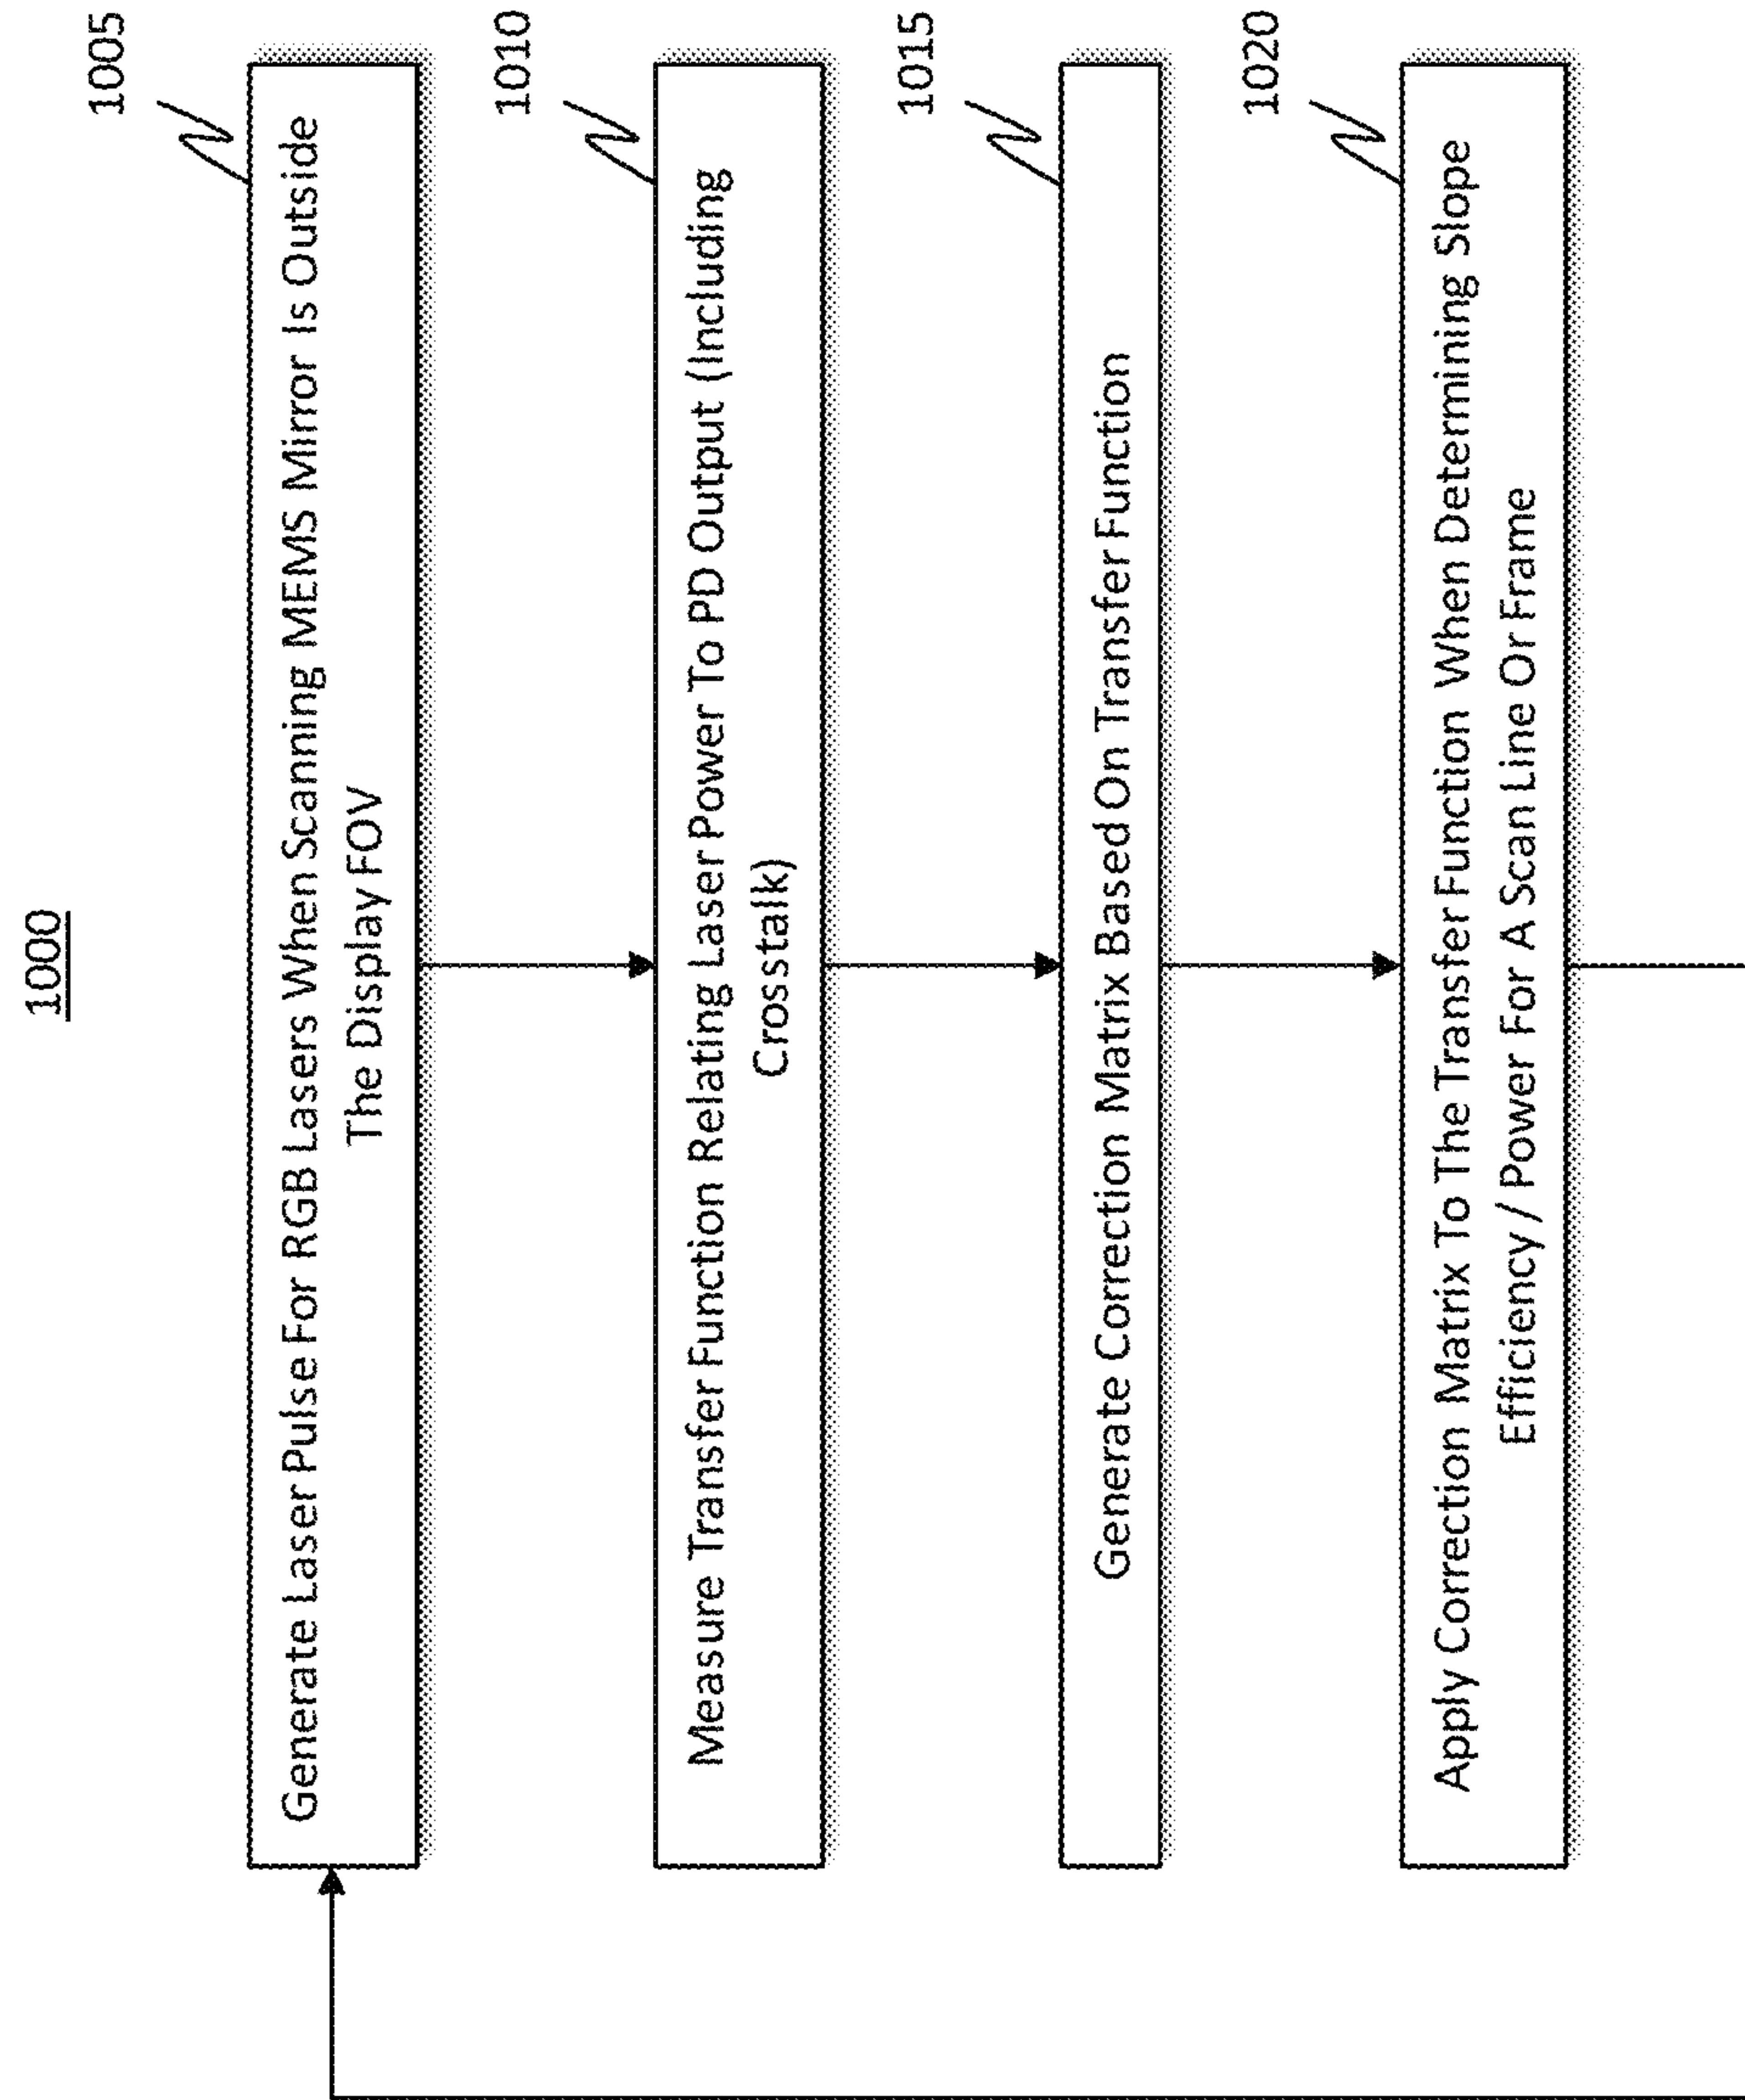 1000
1005
Generate Laser Pulse For RGB Lasers When Scanning MEMS Mirror Is Outside
The Display FOV
1010
Measure Transfer Function Relating Laser Power To PD Output (Including
Crosstalk)
1015
Generate Correction Matrix Based On Transfer Function
1020
Apply Correction Matrix To The Transfer Function When Determining Slope
Efficiency / Power For A Scan Line Or Frame